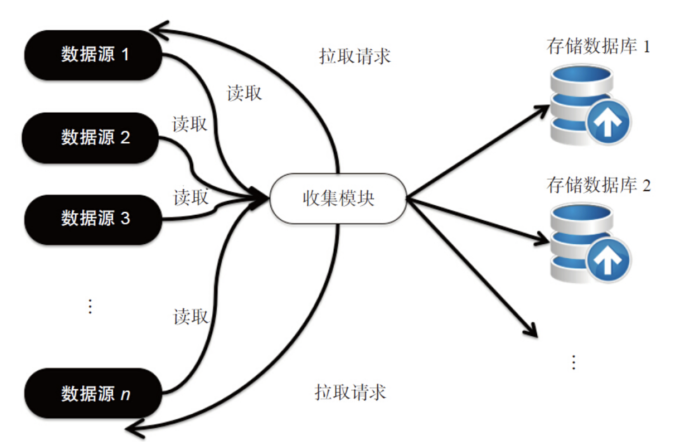 数据源 1
拉取请求
存储数据库 1
读取
读取
数据源 2
读取
收集模块
存储数据库 2
数据源 3
⋮
读取
⋮
数据源 n
拉取请求